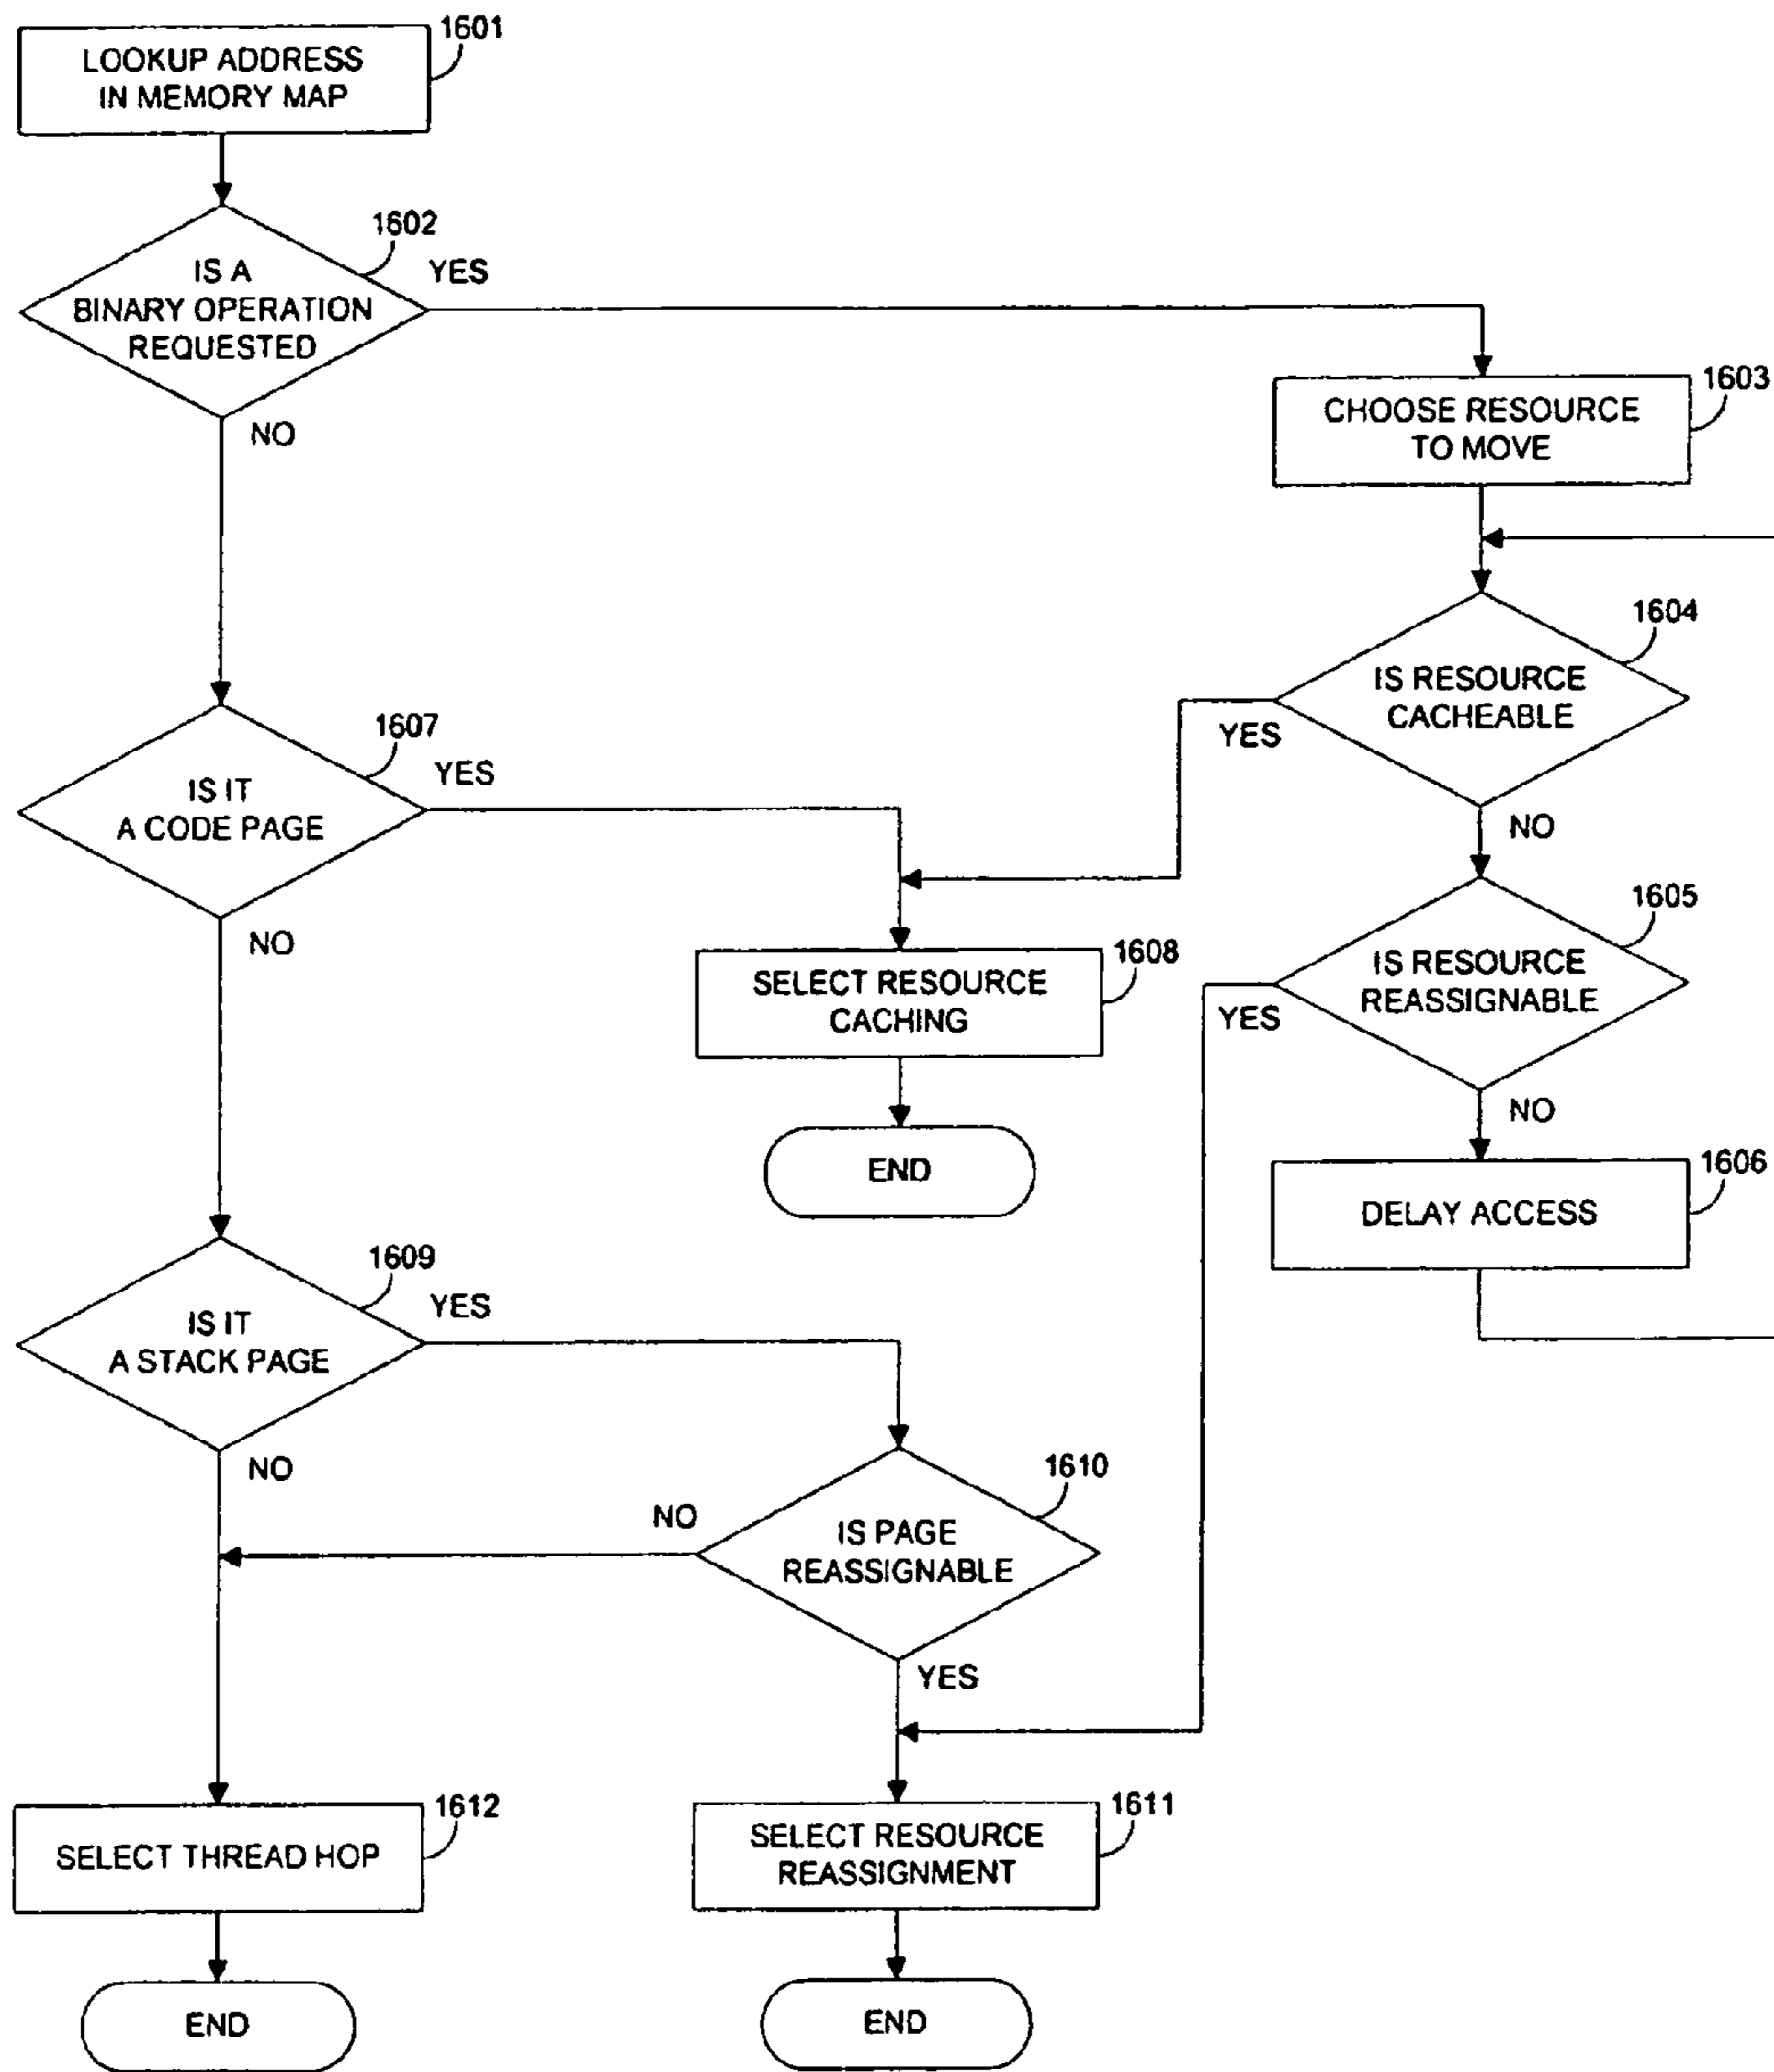 1601
LOOKUP ADDRESS
IN MEMORY MAP
1602
IS A
BINARY OPERATION
REQUESTED
YES
NO
1603
CHOOSE RESOURCE
TO MOVE
1604
IS RESOURCE
CACHEABLE
YES
NO
1607
IS IT
A CODE PAGE
YES
NO
1605
IS RESOURCE
REASSIGNABLE
YES
NO
1608
SELECT RESOURCE
CACHING
END
1606
DELAY ACCESS
1609
IS IT
A STACK PAGE
YES
NO
1610
IS PAGE
REASSIGNABLE
NO
YES
1612
SELECT THREAD HOP
END
1611
SELECT RESOURCE
REASSIGNMENT
END